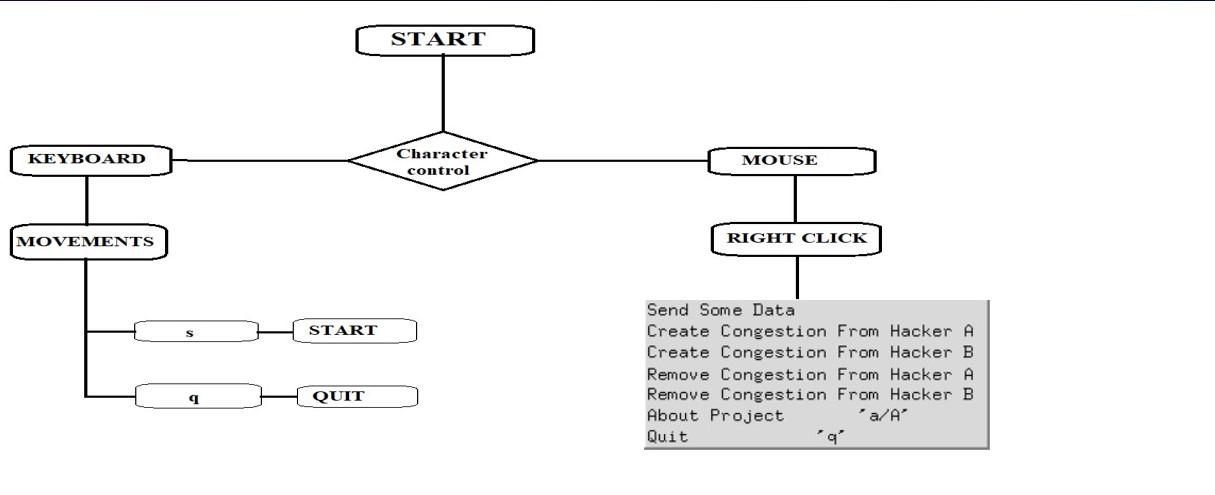 START
Character
control
KEYBOARD
MOUSE
MOVEMENTS
RIGHT CLICK
s
START
q
QUIT
Send Some Data
Create Congestion From Hacker A
Create Congestion From Hacker B
Remove Congestion From Hacker A
Remove Congestion From Hacker B
About Project "a/A"
Quit "q"